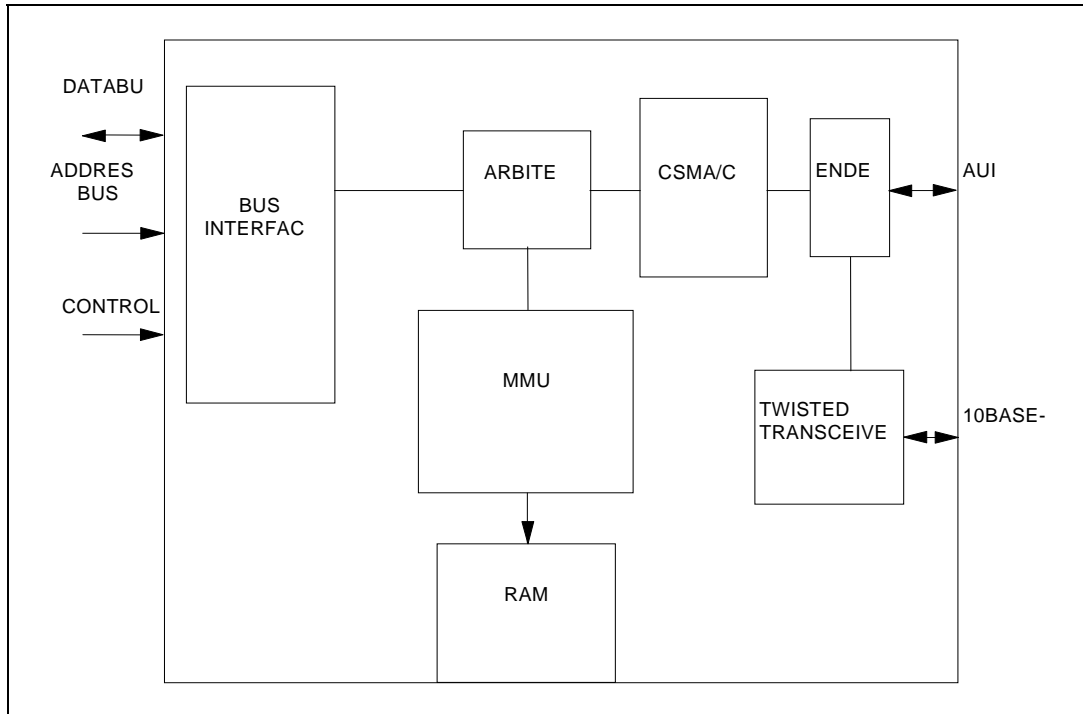 DATABU
ADDRES
BUS
CONTROL
BUS
INTERFAC
ARBITE
CSMA/C
ENDE
AUI
MMU
TWISTED
TRANSCEIVE
10BASE-
RAM